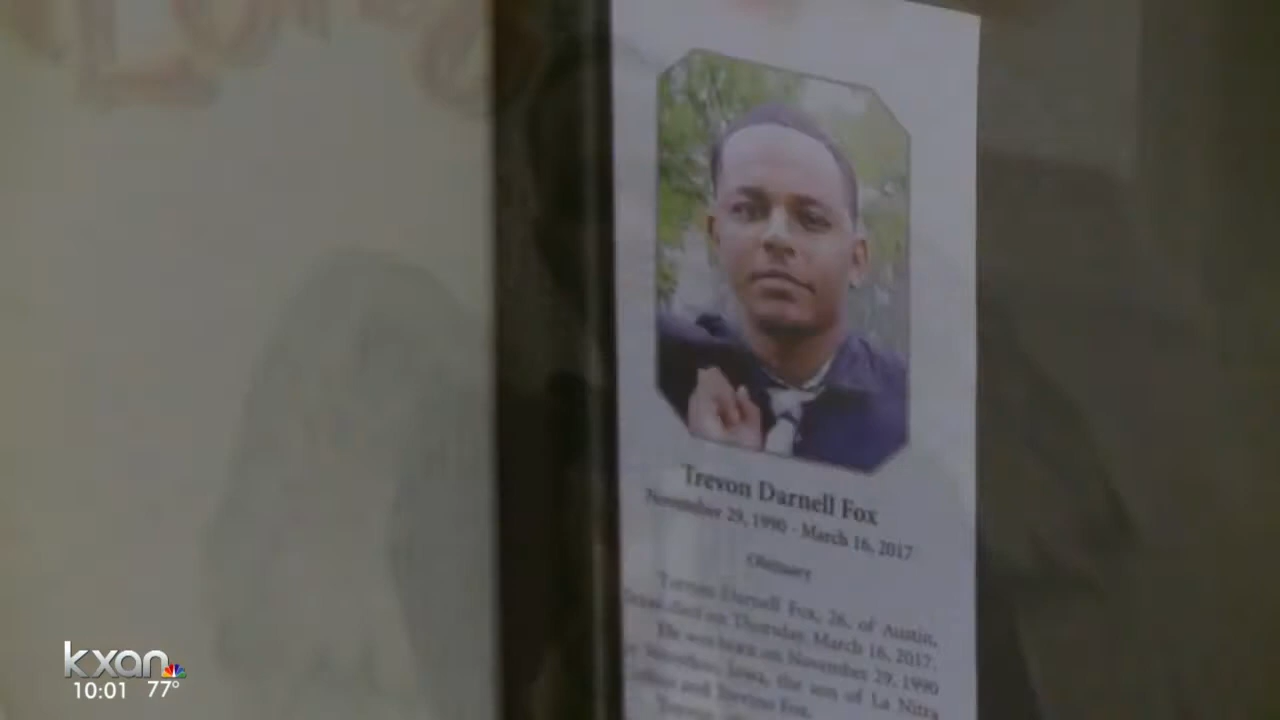 Trevon Darnell Fox
November 29, 1990 - March 16, 2017
Obituary
Trevon Darnell Fox, 26, of Austin,
Texas died on Thursday, March 16, 2017.
He was born on November 29, 1990
Iowa, the son of La Nitra
and Trevino Fox.
Trevon
kxan
10:01 77°